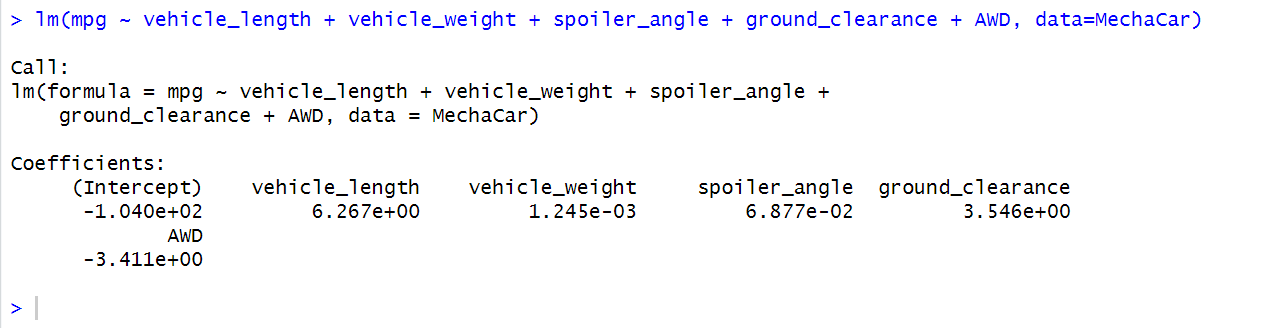 > lm(mpg ~ vehicle_length + vehicle_weight + spoiler_angle + ground_clearance + AWD, data=MechaCar)
Call:
lm(formula = mpg ~ vehicle_length + vehicle_weight + spoiler_angle +
    ground_clearance + AWD, data = MechaCar)
Coefficients:
     (Intercept)    vehicle_length    vehicle_weight     spoiler_angle  ground_clearance
      -1.040e+02         6.267e+00         1.245e-03         6.877e-02         3.546e+00
             AWD
      -3.411e+00
>